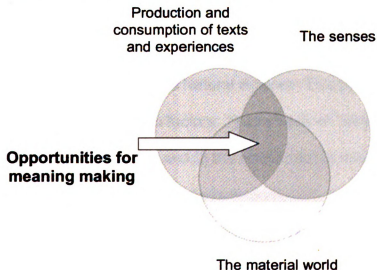 Production and
consumption of texts
and experiences
The senses
Opportunities for
meaning making
The material world